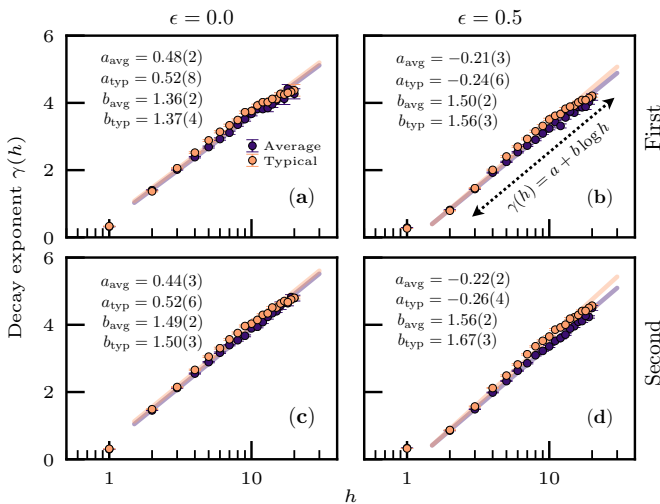 ϵ = 0.0
ϵ = 0.5
Decay exponent γ(h)
6
4
2
0
a_avg = 0.48(2)
a_typ = 0.52(8)
b_avg = 1.36(2)
b_typ = 1.37(4)
Average
Typical
(a)
a_avg = −0.21(3)
a_typ = −0.24(6)
b_avg = 1.50(2)
b_typ = 1.56(3)
γ(h) = a + b log h
(b)
First
6
4
2
0
a_avg = 0.44(3)
a_typ = 0.52(6)
b_avg = 1.49(2)
b_typ = 1.50(3)
(c)
a_avg = −0.22(2)
a_typ = −0.26(4)
b_avg = 1.56(2)
b_typ = 1.67(3)
(d)
Second
1 10
1 10
h